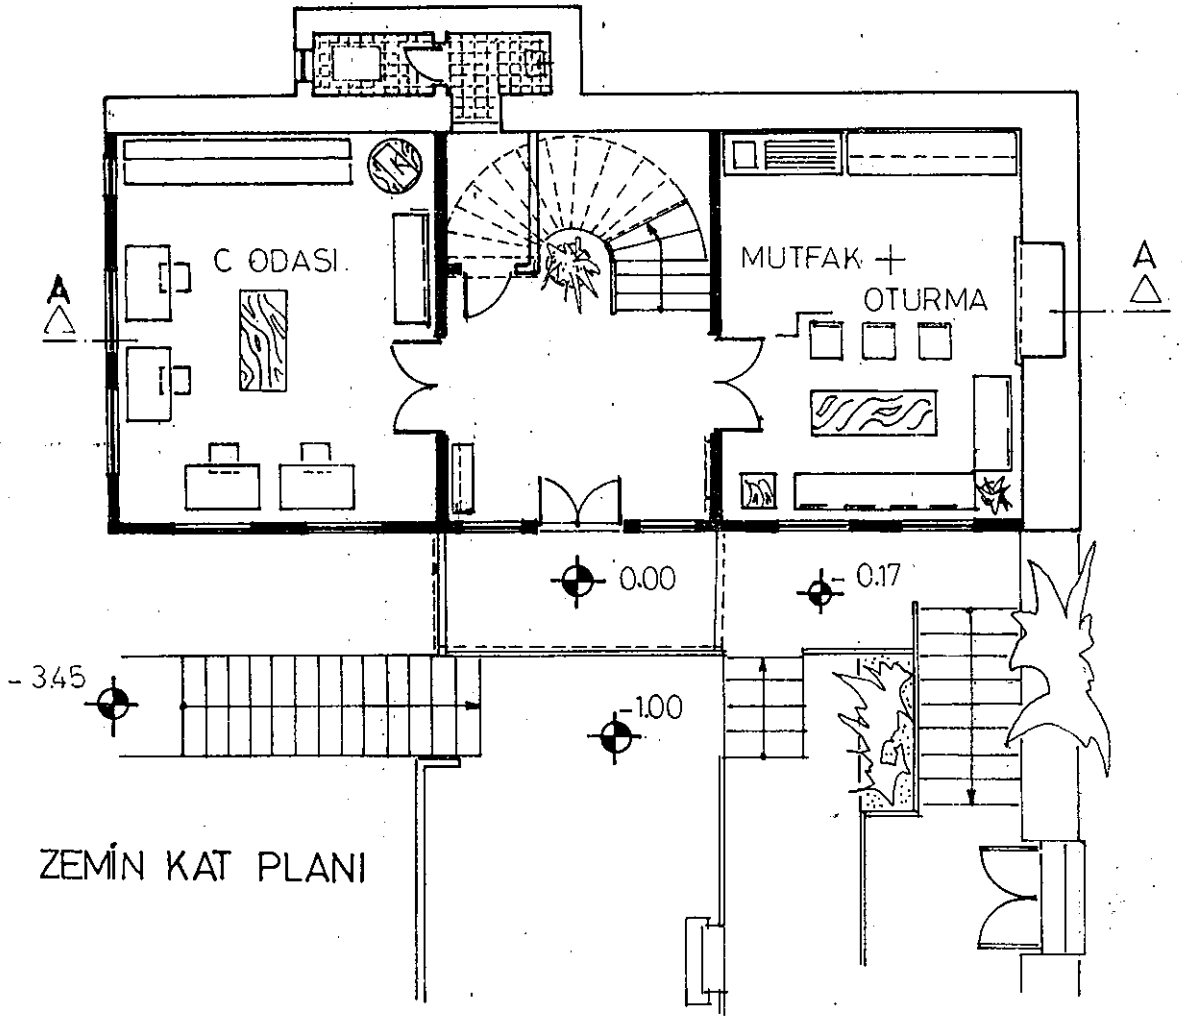 C ODASI
MUTFAK +
OTURMA
A
A
0.00
- 0.17
- 3.45
-1.00
ZEMİN KAT PLANI